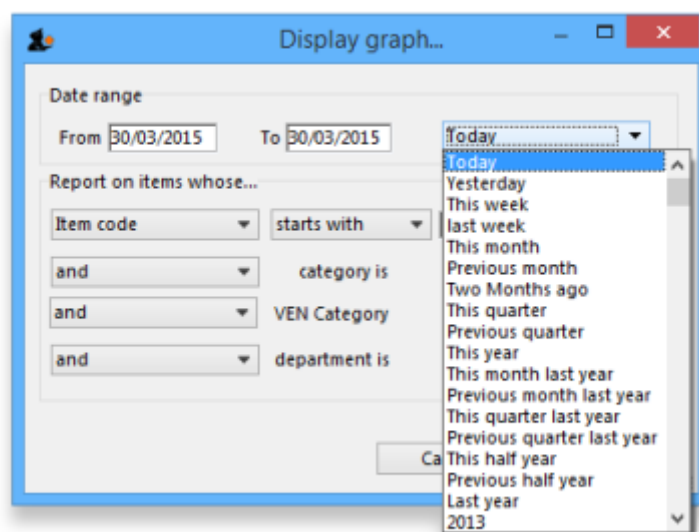 Display graph...
Date range
From 30/03/2015 To 30/03/2015 Today
Report on items whose...
Item code starts with
and category is
and VEN Category
and department is
Today
Yesterday
This week
last week
This month
Previous month
Two Months ago
This quarter
Previous quarter
This year
This month last year
Previous month last year
This quarter last year
Previous quarter last year
This half year
Previous half year
Last year
2013
Ca